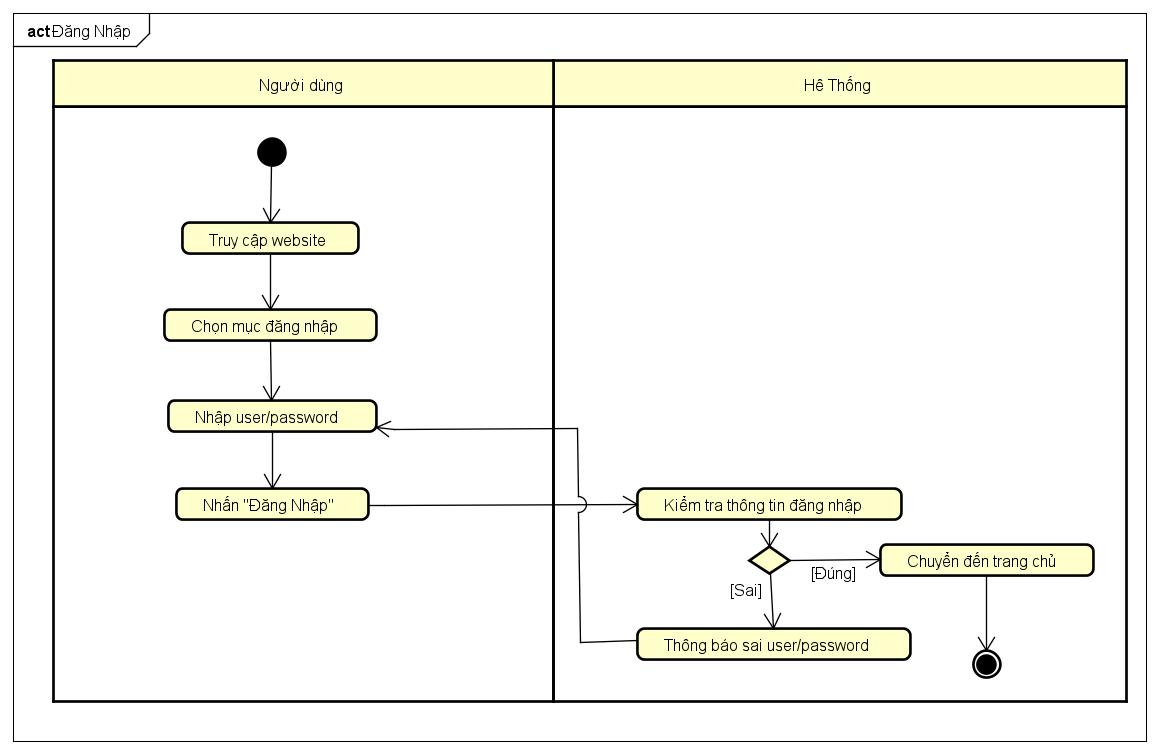 act Đăng Nhập
Người dùng
Hê Thống
Truy cập website
Chọn mục đăng nhập
Nhập user/password
Nhấn "Đăng Nhập"
Kiểm tra thông tin đăng nhập
Chuyển đến trang chủ
[Đúng]
[Sai]
Thông báo sai user/password